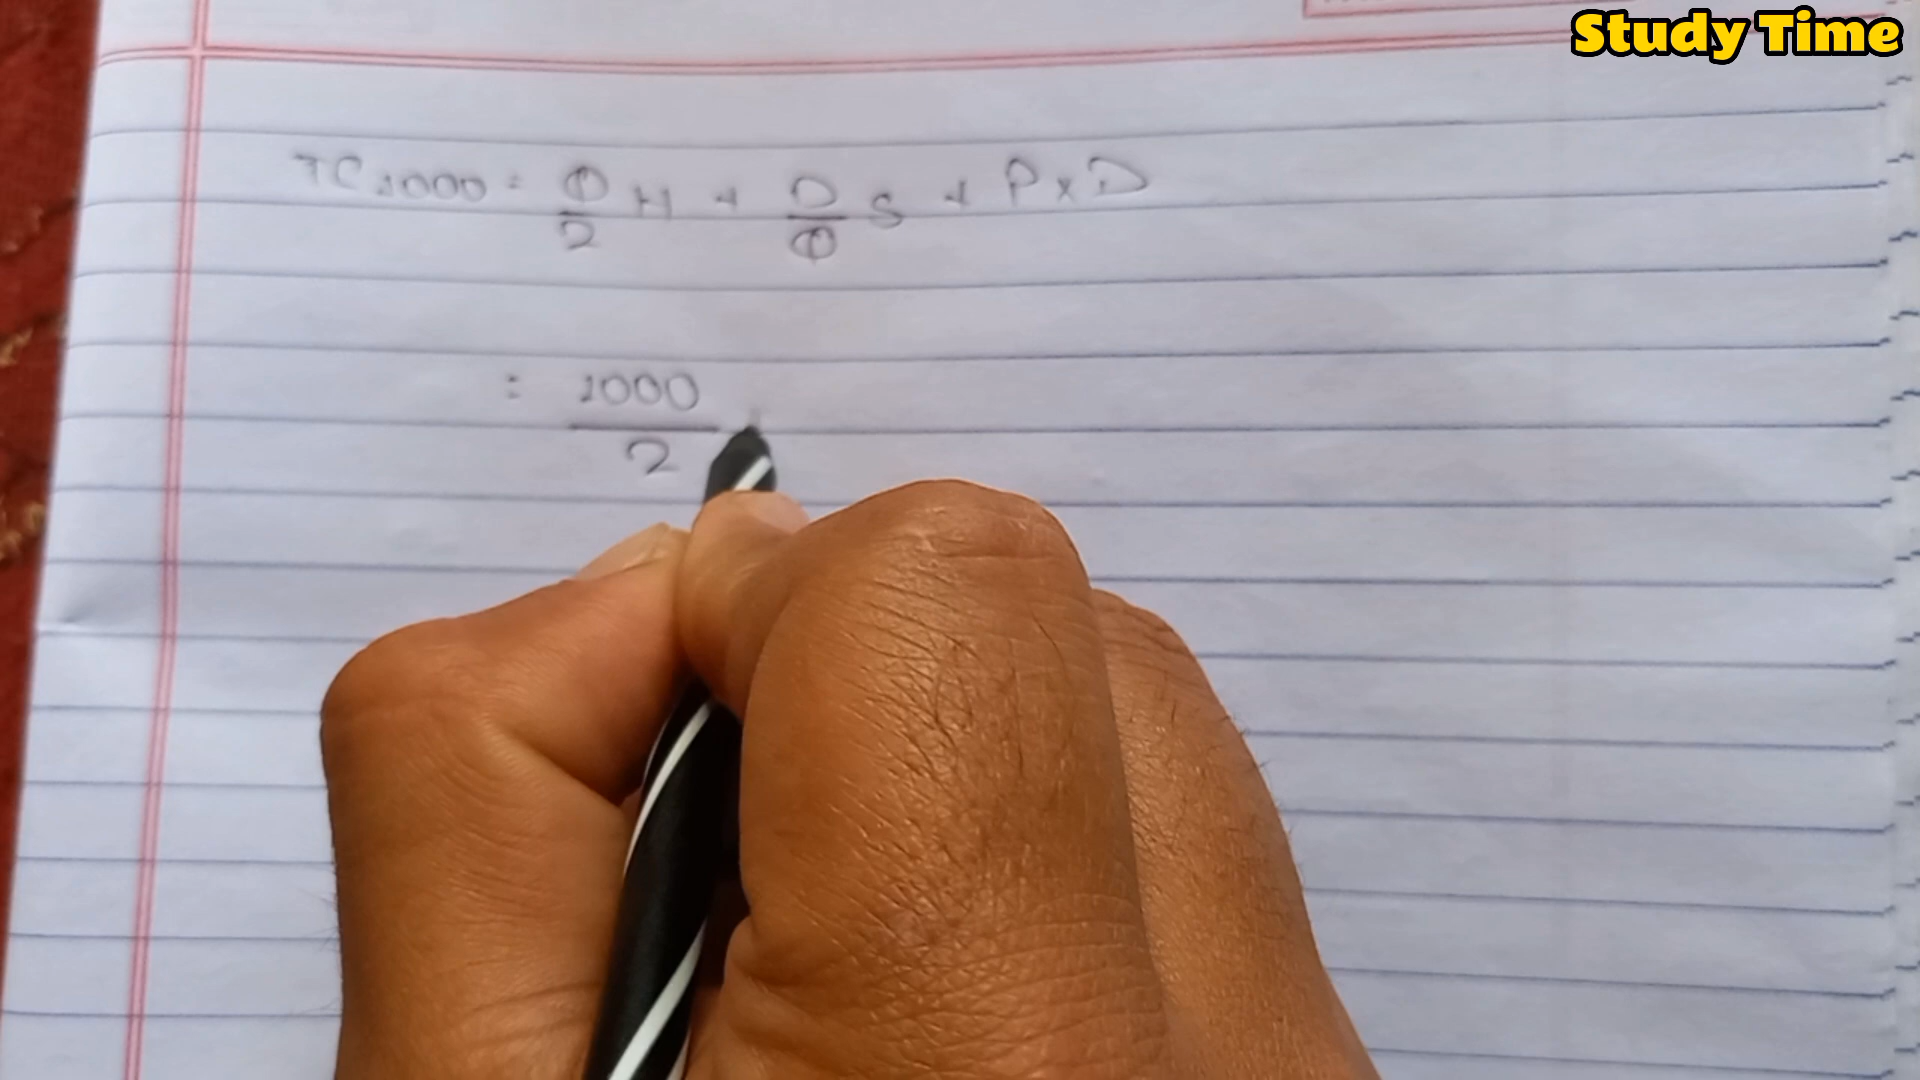 Study Time
TC1000 = Q/2 H + D/Q S + P x D
= 1000/2